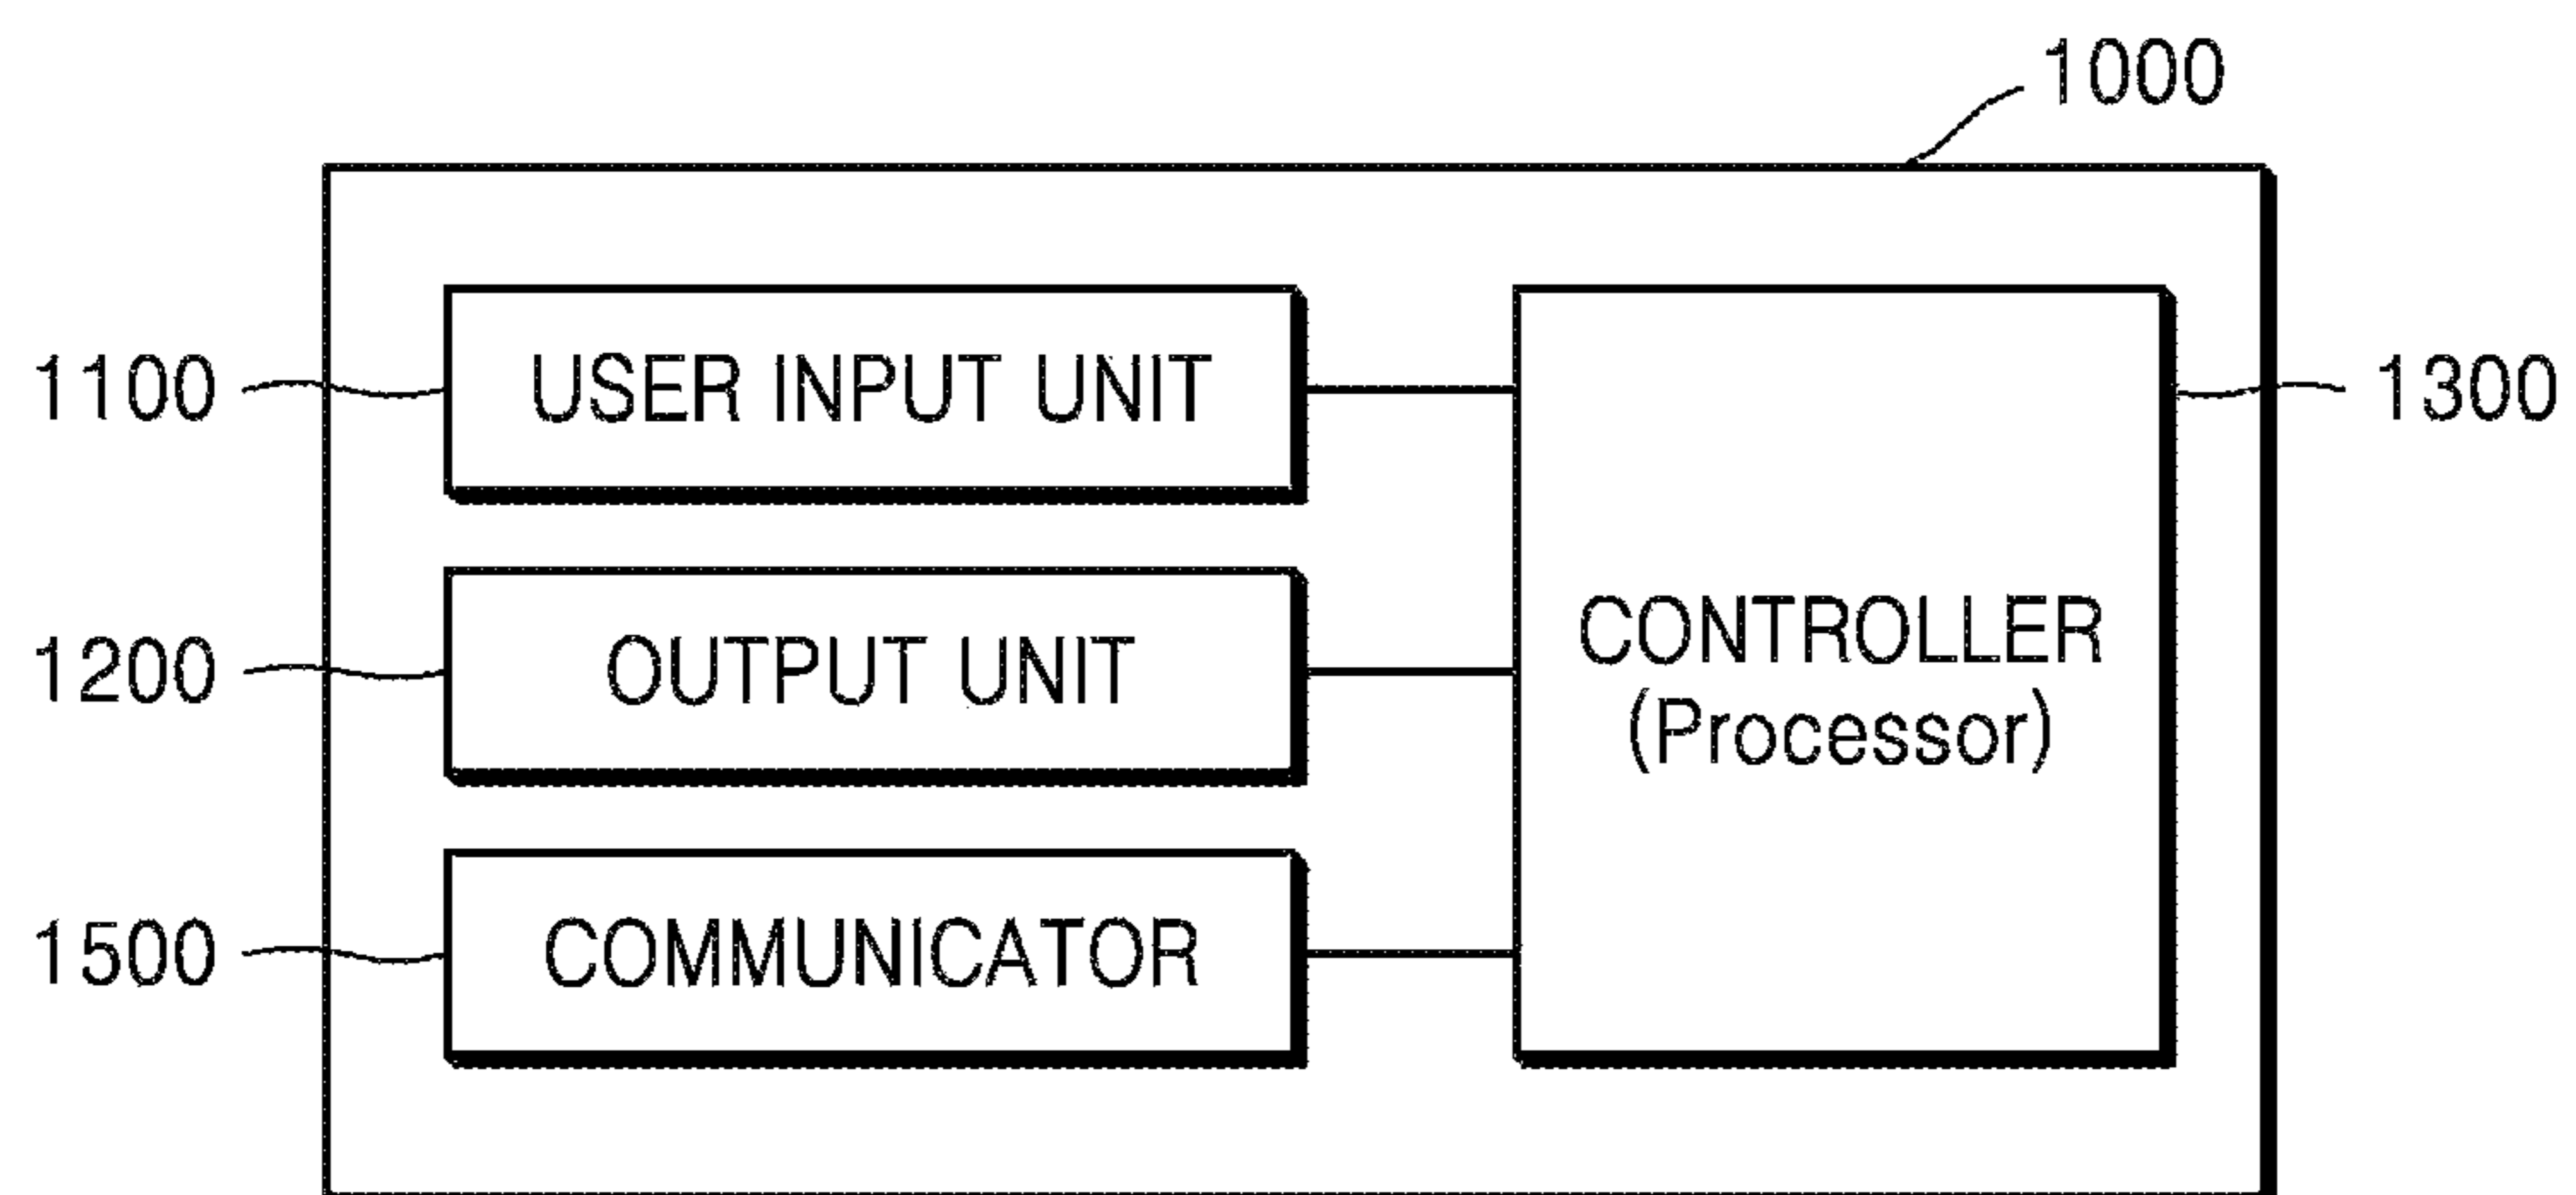 1000
1100
USER INPUT UNIT
1300
1200
OUTPUT UNIT
CONTROLLER
(Processor)
1500
COMMUNICATOR